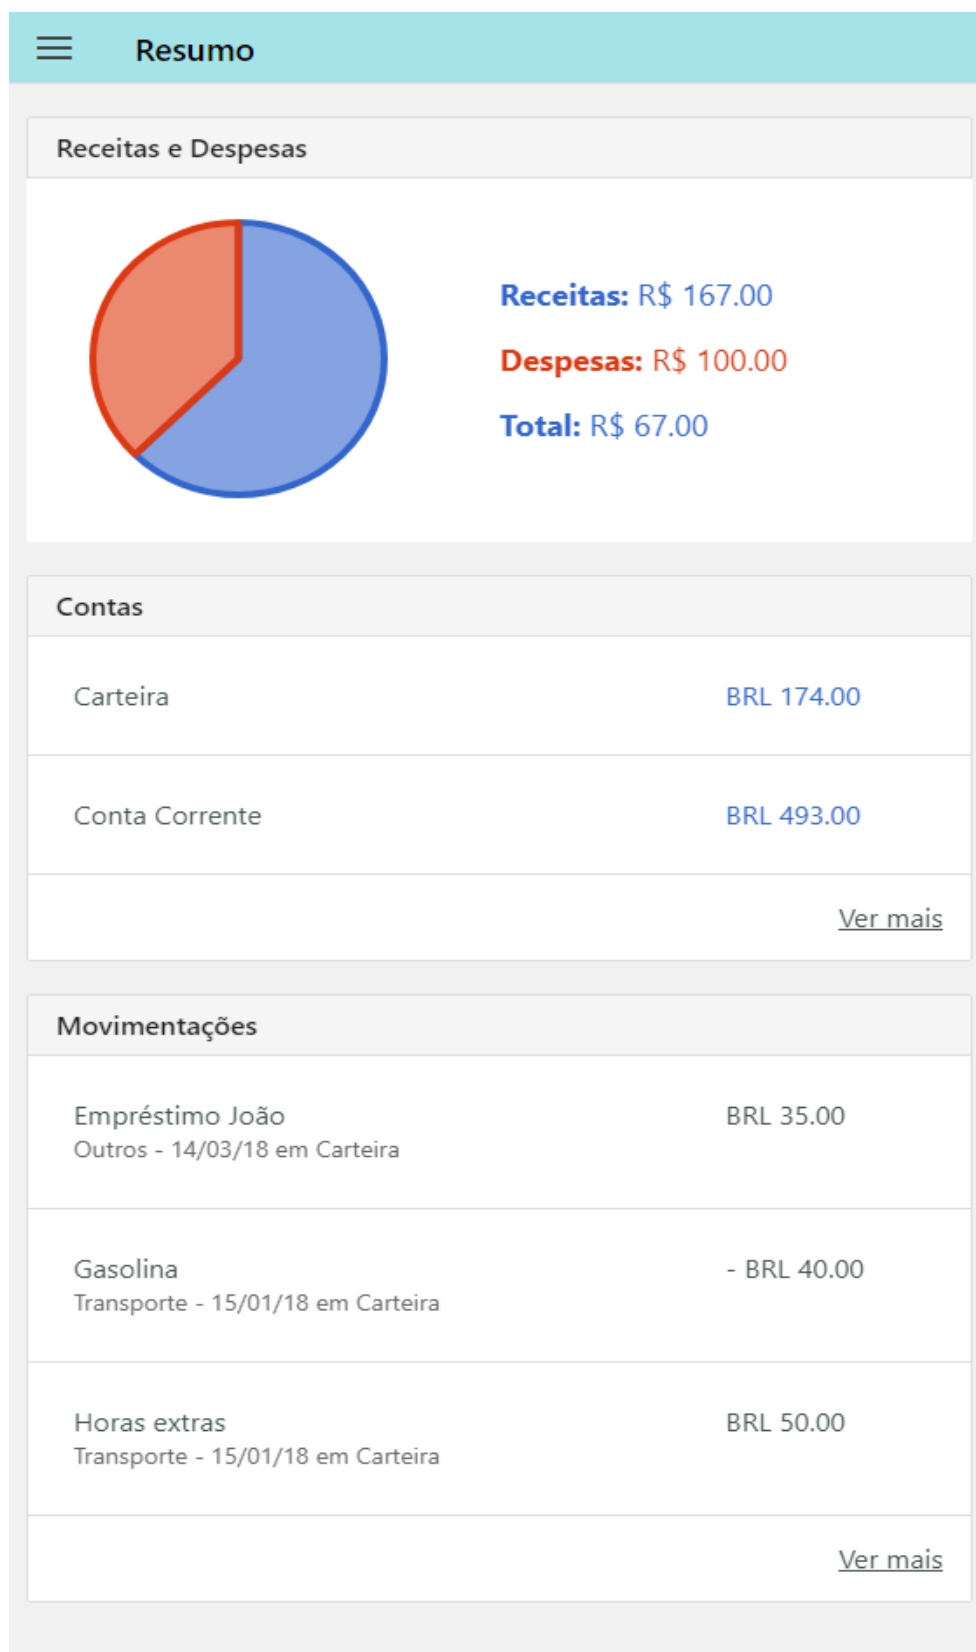 Resumo
Receitas e Despesas
Receitas: R$ 167.00
Despesas: R$ 100.00
Total: R$ 67.00
Contas
Carteira BRL 174.00
Conta Corrente BRL 493.00
Ver mais
Movimentações
Empréstimo João BRL 35.00
Outros - 14/03/18 em Carteira
Gasolina - BRL 40.00
Transporte - 15/01/18 em Carteira
Horas extras BRL 50.00
Transporte - 15/01/18 em Carteira
Ver mais